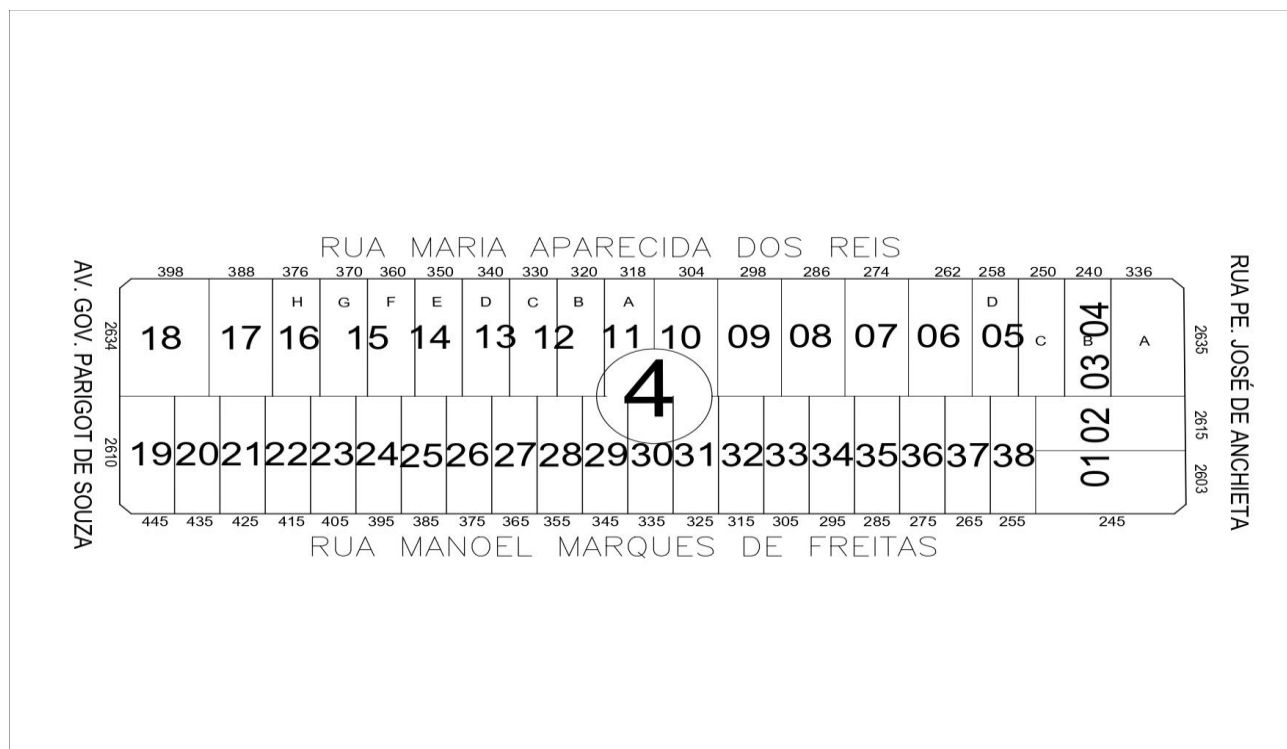 RUA MARIA APARECIDA DOS REIS
398 388 376 370 360 350 340 330 320 318 304 298 286 274 262 258 250 240 336
H G F E D C B A D
18 17 16 15 14 13 12 11 10 09 08 07 06 05 C B A
03 04
4
01 02
19 20 21 22 23 24 25 26 27 28 29 30 31 32 33 34 35 36 37 38
445 435 425 415 405 395 385 375 365 355 345 335 325 315 305 295 285 275 265 255 245
RUA MANOEL MARQUES DE FREITAS
AV. GOV. PARIGOT DE SOUZA
2634
2610
RUA PE. JOSÉ DE ANCHIETA
2635
2615
2603